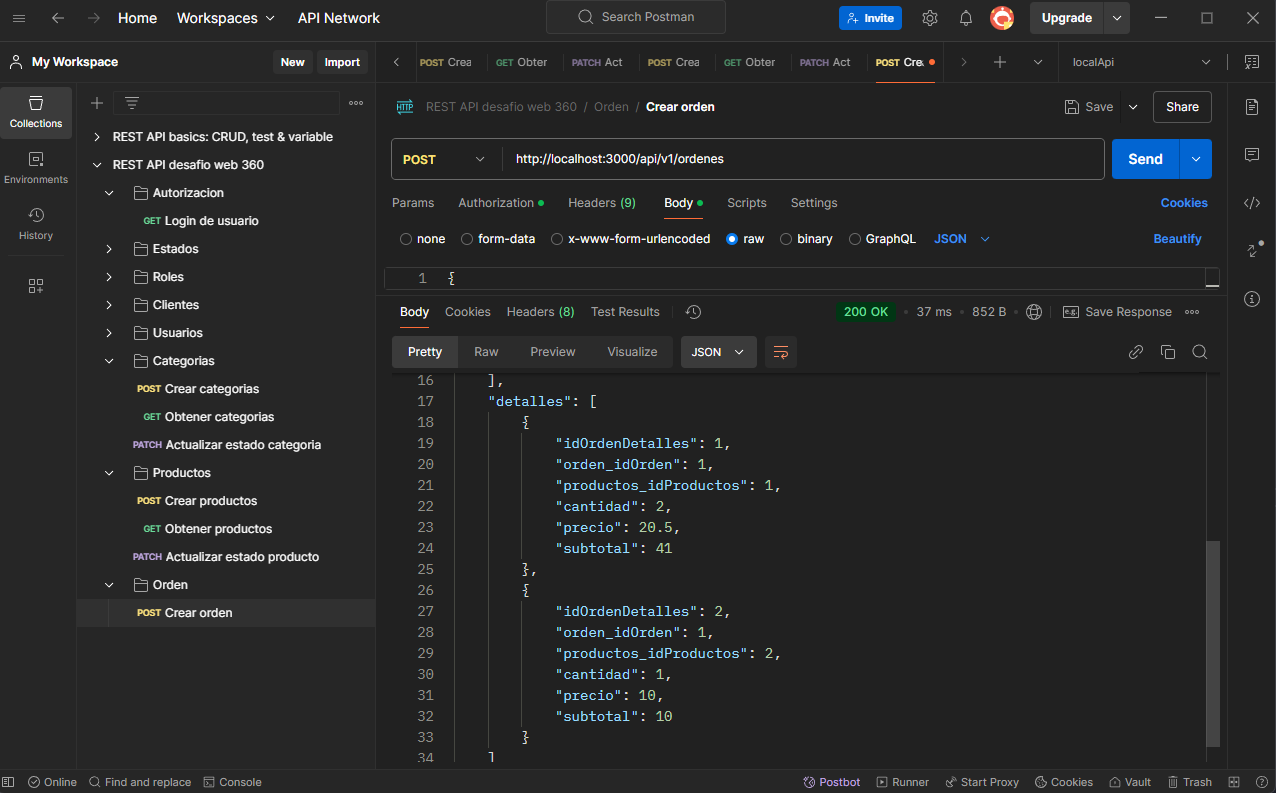 Home Workspaces API Network Search Postman Invite Upgrade
My Workspace New Import POST Crea GET Obter PATCH Act POST Crea GET Obter PATCH Act POST Cre localApi
Collections
Environments
History
REST API basics: CRUD, test & variable
REST API desafio web 360
Autorizacion
GET Login de usuario
Estados
Roles
Clientes
Usuarios
Categorias
POST Crear categorias
GET Obtener categorias
PATCH Actualizar estado categoria
Productos
POST Crear productos
GET Obtener productos
PATCH Actualizar estado producto
Orden
POST Crear orden
HTTP REST API desafio web 360 / Orden / Crear orden Save Share
POST http://localhost:3000/api/v1/ordenes Send
Params Authorization Headers (9) Body Scripts Settings Cookies
none form-data x-www-form-urlencoded raw binary GraphQL JSON Beautify
1 {
Body Cookies Headers (8) Test Results 200 OK 37 ms 852 B e.g. Save Response
Pretty Raw Preview Visualize JSON
16 ],
17 "detalles": [
18 {
19 "idOrdenDetalles": 1,
20 "orden_idOrden": 1,
21 "productos_idProductos": 1,
22 "cantidad": 2,
23 "precio": 20.5,
24 "subtotal": 41
25 },
26 {
27 "idOrdenDetalles": 2,
28 "orden_idOrden": 1,
29 "productos_idProductos": 2,
30 "cantidad": 1,
31 "precio": 10,
32 "subtotal": 10
33 }
34 ]
Online Find and replace Console Postbot Runner Start Proxy Cookies Vault Trash